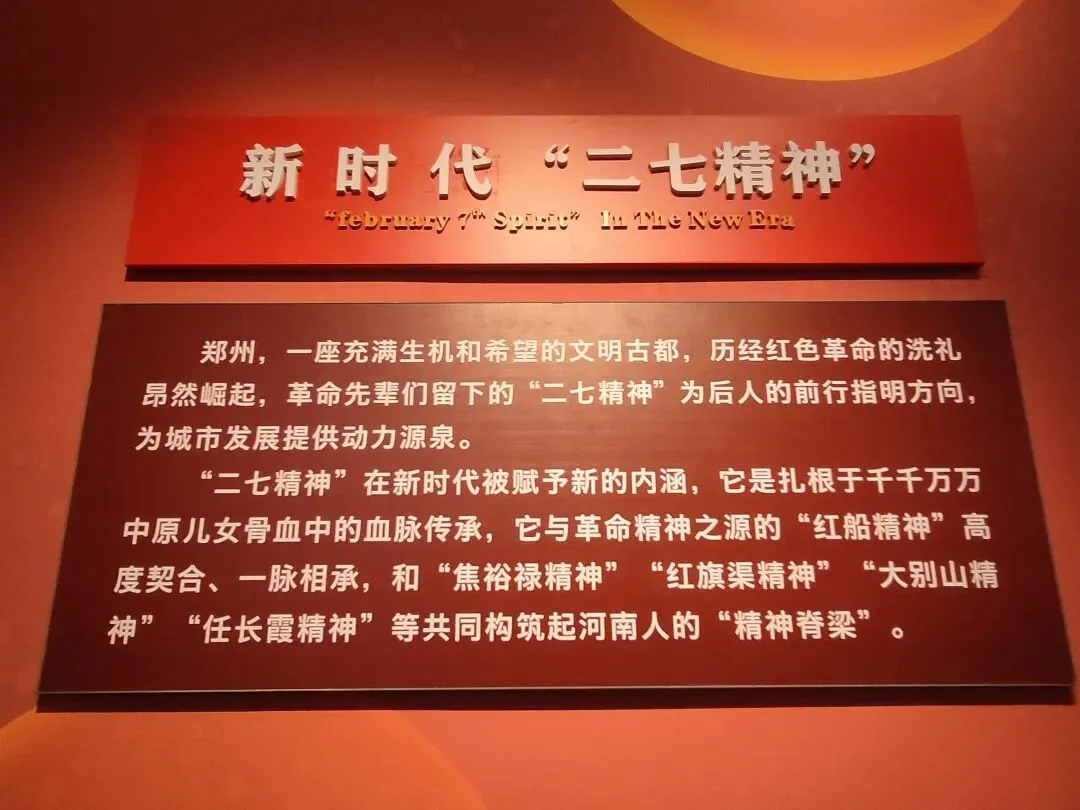 新时代“二七精神”
“february 7th Spirit” In The New Era
郑州，一座充满生机和希望的文明古都，历经红色革命的洗礼
昂然崛起，革命先辈们留下的“二七精神”为后人的前行指明方向，
为城市发展提供动力源泉。
“二七精神”在新时代被赋予新的内涵，它是扎根于千千万万
中原儿女骨血中的血脉传承，它与革命精神之源的“红船精神”高
度契合、一脉相承，和“焦裕禄精神”“红旗渠精神”“大别山精
神”“任长霞精神”等共同构筑起河南人的“精神脊梁”。